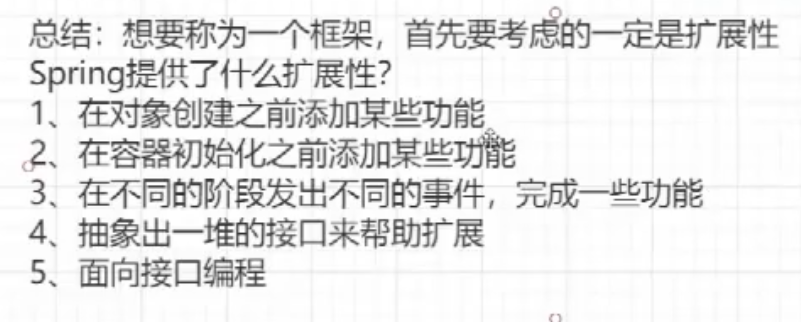 总结：想要称为一个框架，首先要考虑的一定是扩展性
Spring提供了什么扩展性？
1、在对象创建之前添加某些功能
2、在容器初始化之前添加某些功能
3、在不同的阶段发出不同的事件，完成一些功能
4、抽象出一堆的接口来帮助扩展
5、面向接口编程